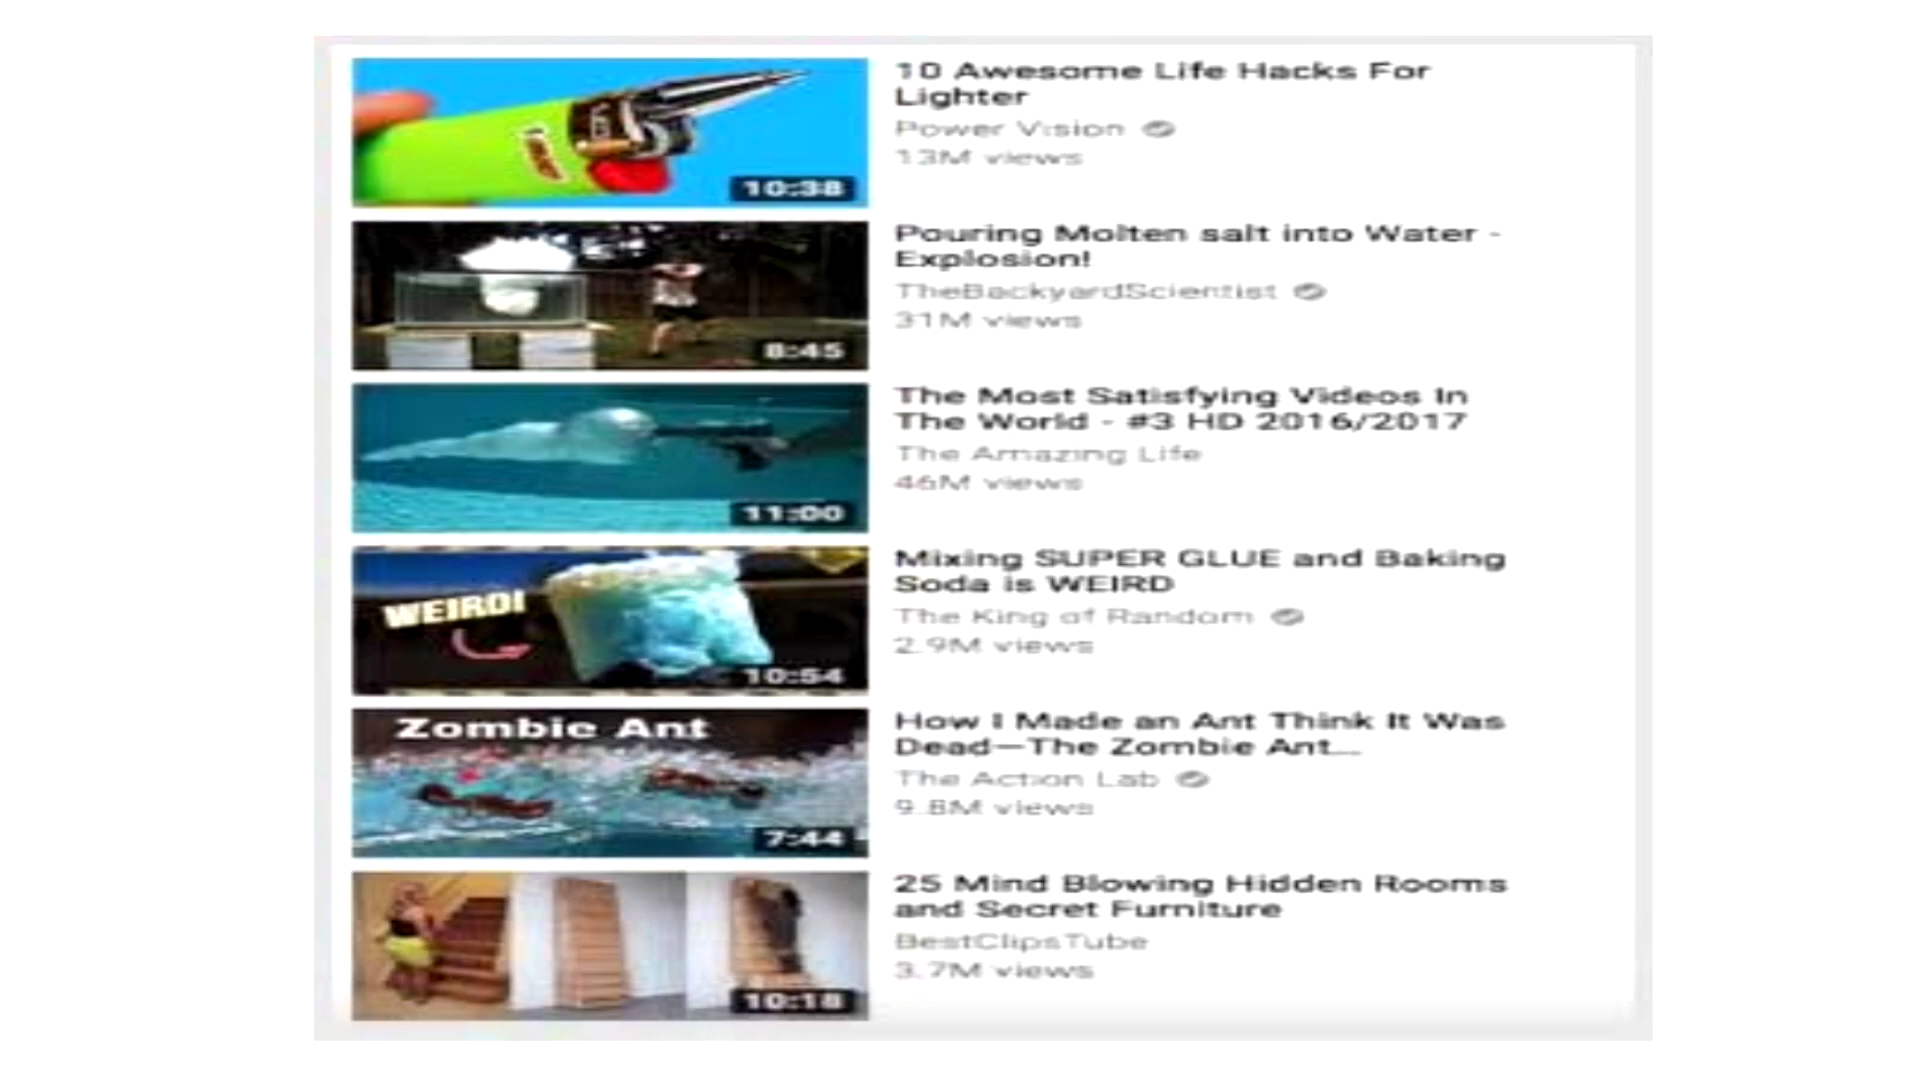 10 Awesome Life Hacks For
Lighter
Power Vision
13M views
10:38
Pouring Molten salt into Water -
Explosion!
TheBackyardScientist
31M views
8:45
The Most Satisfying Videos In
The World - #3 HD 2016/2017
The Amazing Life
46M views
11:00
Mixing SUPER GLUE and Baking
Soda is WEIRD
The King of Random
2.9M views
WEIRD!
10:54
How I Made an Ant Think It Was
Dead—The Zombie Ant...
The Action Lab
9.8M views
Zombie Ant
7:44
25 Mind Blowing Hidden Rooms
and Secret Furniture
BestClipsTube
3.7M views
10:18